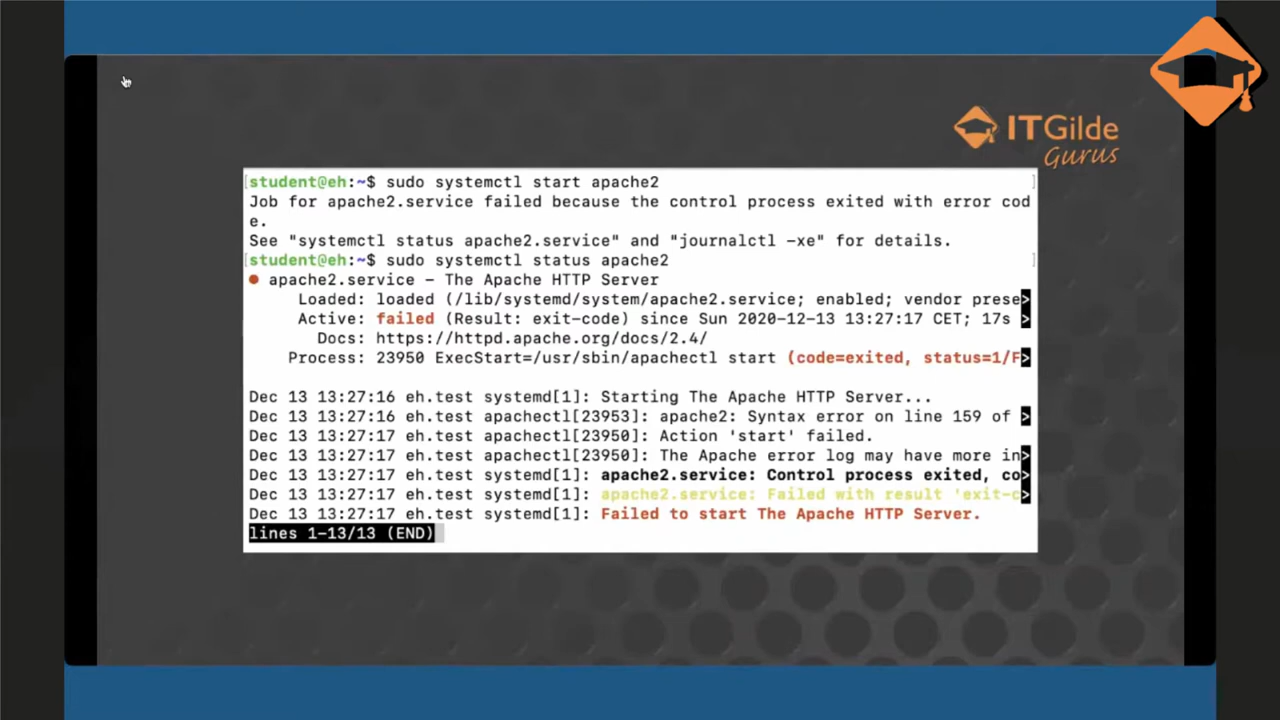 ITGilde
Gurus
[student@eh:~$ sudo systemctl start apache2 ]
Job for apache2.service failed because the control process exited with error cod
e.
See "systemctl status apache2.service" and "journalctl -xe" for details.
[student@eh:~$ sudo systemctl status apache2 ]
● apache2.service - The Apache HTTP Server
Loaded: loaded (/lib/systemd/system/apache2.service; enabled; vendor prese>
Active: failed (Result: exit-code) since Sun 2020-12-13 13:27:17 CET; 17s >
Docs: https://httpd.apache.org/docs/2.4/
Process: 23950 ExecStart=/usr/sbin/apachectl start (code=exited, status=1/F>
Dec 13 13:27:16 eh.test systemd[1]: Starting The Apache HTTP Server...
Dec 13 13:27:17 eh.test apachectl[23953]: apache2: Syntax error on line 159 of >
Dec 13 13:27:17 eh.test apachectl[23950]: Action 'start' failed.
Dec 13 13:27:17 eh.test apachectl[23950]: The Apache error log may have more in>
Dec 13 13:27:17 eh.test systemd[1]: apache2.service: Control process exited, co>
Dec 13 13:27:17 eh.test systemd[1]: apache2.service: Failed with result 'exit-c>
Dec 13 13:27:17 eh.test systemd[1]: Failed to start The Apache HTTP Server.
lines 1-13/13 (END)